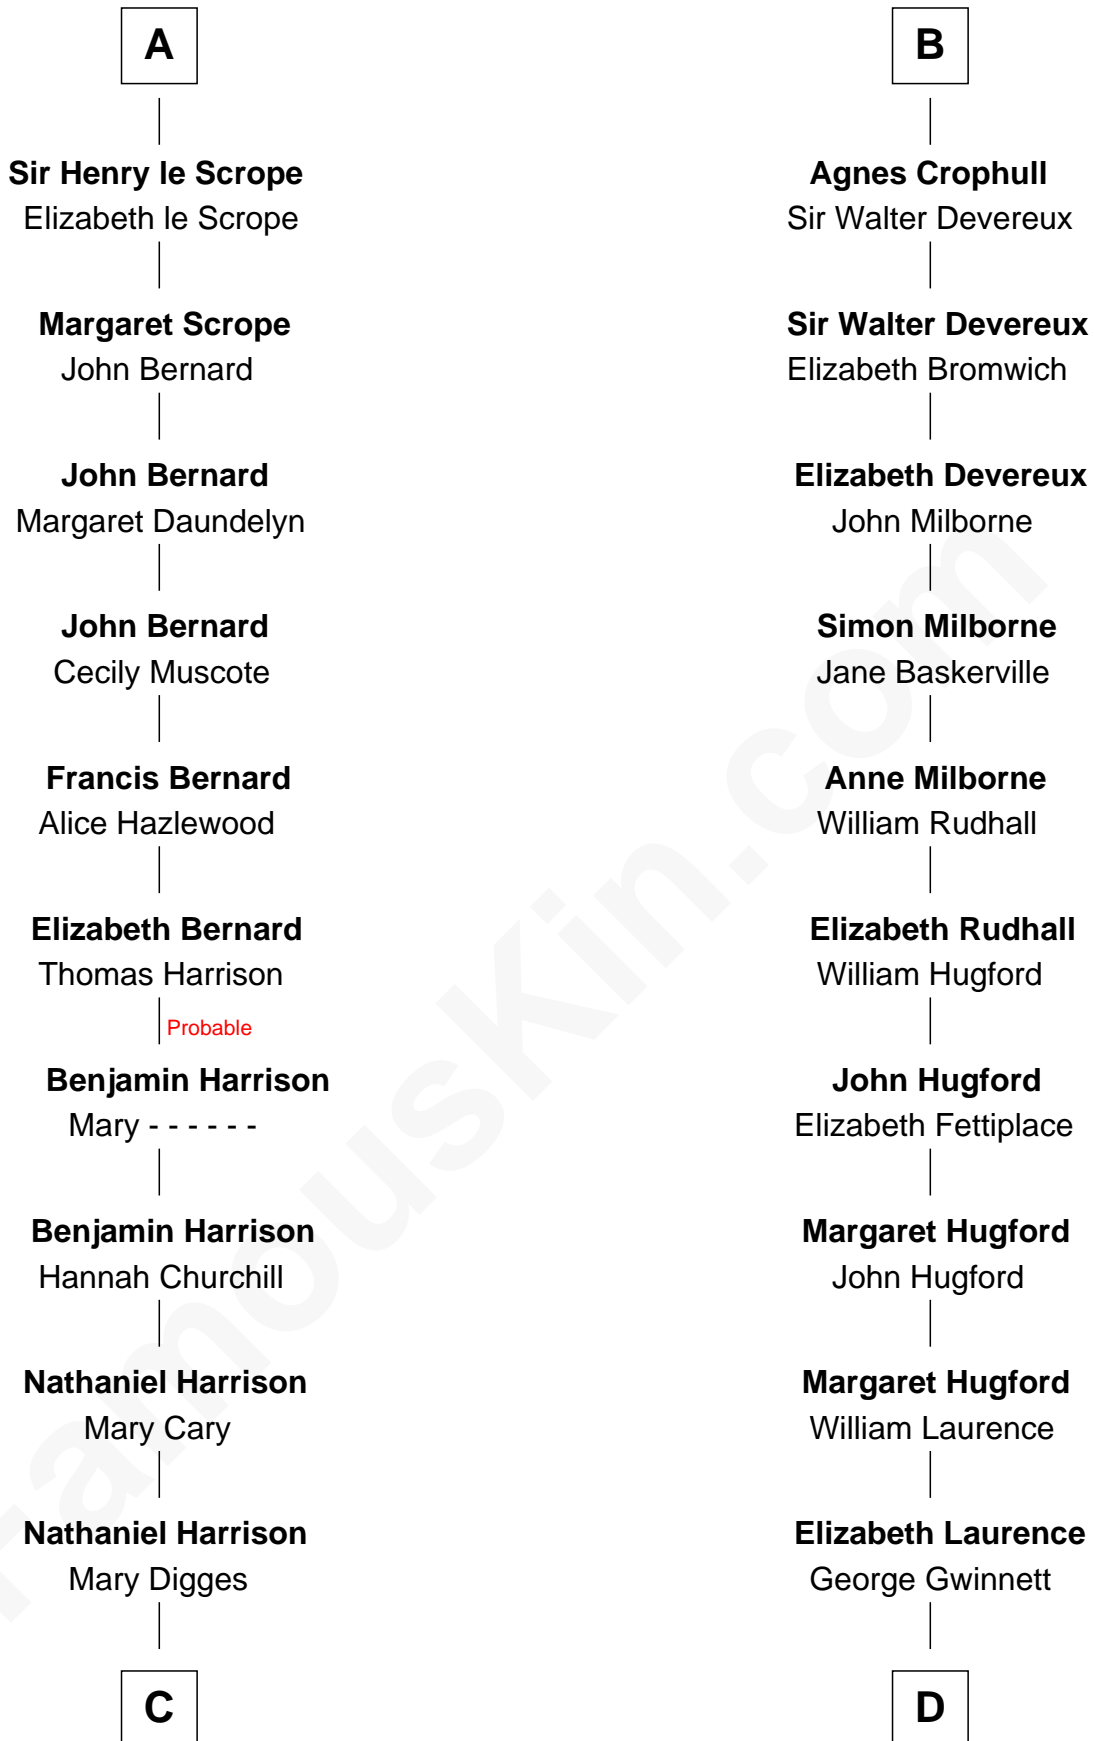 A
Sir Henry le Scrope
Elizabeth le Scrope
Margaret Scrope
John Bernard
John Bernard
Margaret Daundelyn
John Bernard
Cecily Muscote
Francis Bernard
Alice Hazlewood
Elizabeth Bernard
Thomas Harrison
Probable
Benjamin Harrison
Mary - - - - - -
Benjamin Harrison
Hannah Churchill
Nathaniel Harrison
Mary Cary
Nathaniel Harrison
Mary Digges
C
B
Agnes Crophull
Sir Walter Devereux
Sir Walter Devereux
Elizabeth Bromwich
Elizabeth Devereux
John Milborne
Simon Milborne
Jane Baskerville
Anne Milborne
William Rudhall
Elizabeth Rudhall
William Hugford
John Hugford
Elizabeth Fettiplace
Margaret Hugford
John Hugford
Margaret Hugford
William Laurence
Elizabeth Laurence
George Gwinnett
D
FamousKin.com